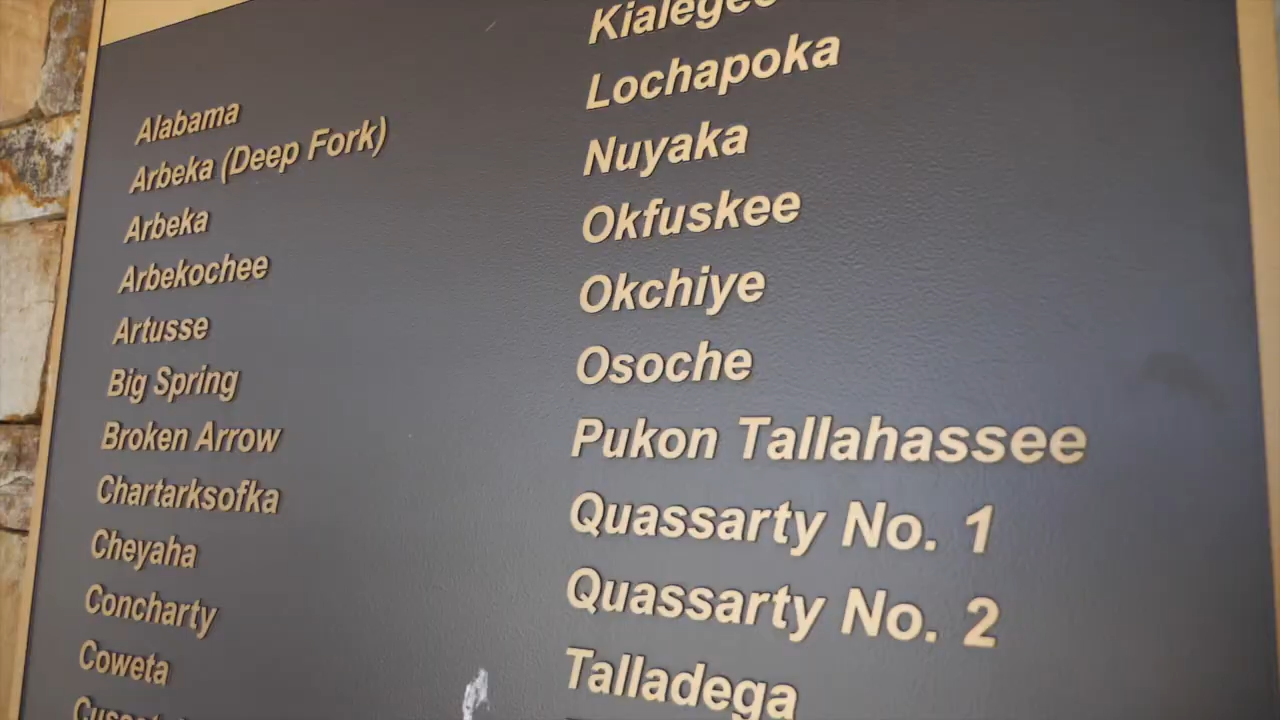 Alabama
Arbeka (Deep Fork)
Arbeka
Arbekochee
Artusse
Big Spring
Broken Arrow
Chartarksofka
Cheyaha
Concharty
Coweta
Kialegee
Lochapoka
Nuyaka
Okfuskee
Okchiye
Osoche
Pukon Tallahassee
Quassarty No. 1
Quassarty No. 2
Talladega